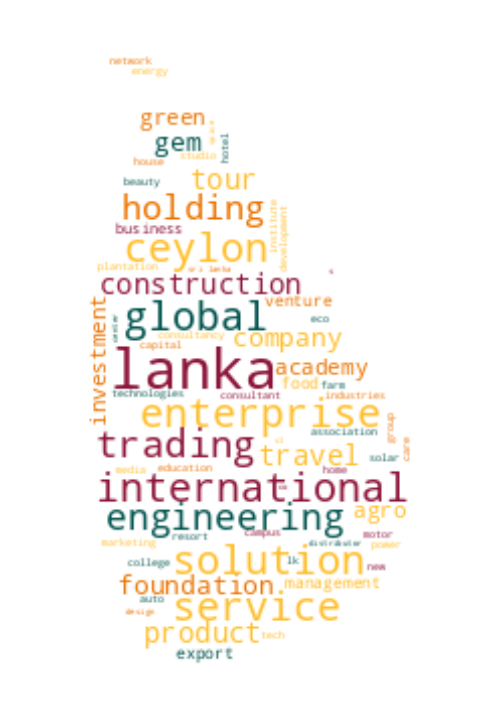 network
energy
green
space
gem
hotel
studio
house
tour
beauty
holding
institute
development
business
ceylon
plantation
sri lanka
construction
investment
venture
global
eco
center
consultancy
company
capital
lanka
academy
food
farm
technologies
consultant
industries
enterprise
group
association
trading
care
travel
solar
media
education
home
international
engineering
agro
resort
campus
motor
marketing
distributor
power
solution
college
lk
new
foundation
management
auto
service
design
product
tech
export